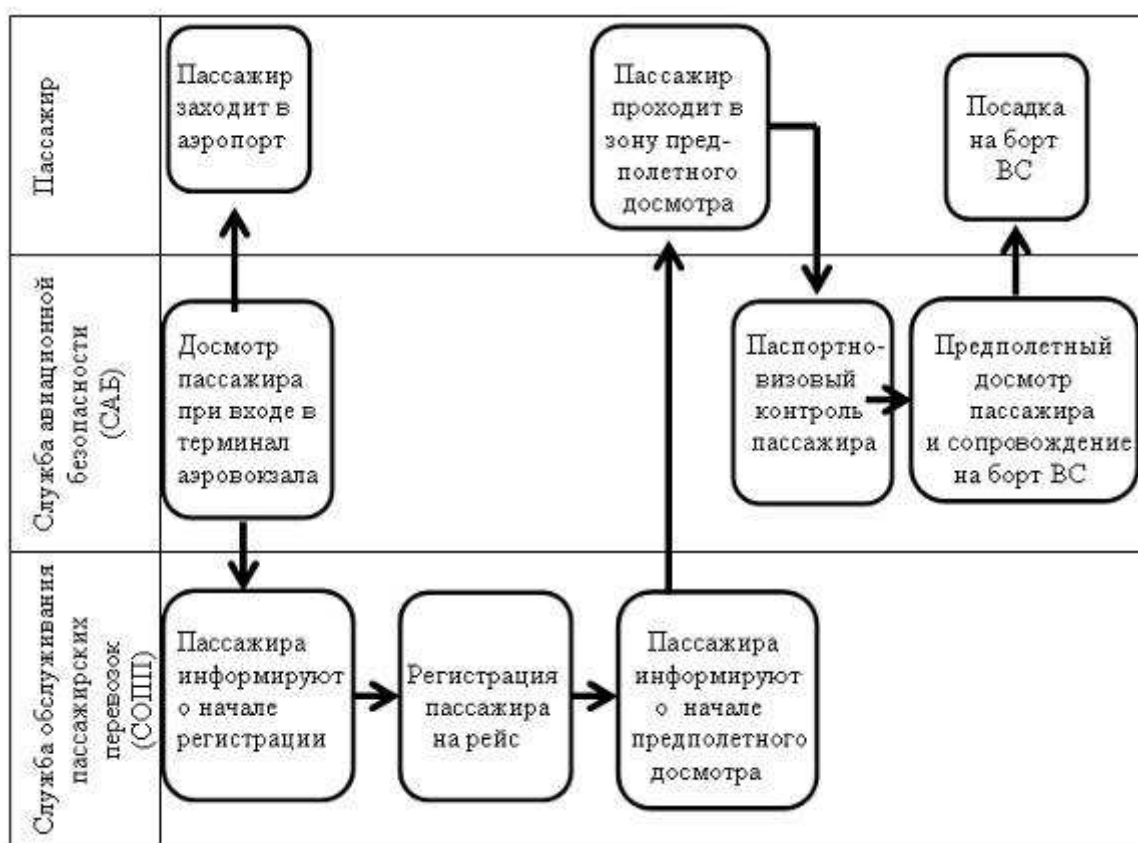 Пассажир
Пассажир
заходит в
аэропорт
Пассажир
проходит в
зону пред-
полетного
досмотра
Посадка
на борт
ВС
Служба авиационной
безопасности
(САБ)
Досмотр
пассажира
при входе в
терминал
аэровокзала
Паспортно-
визовый
контроль
пассажира
Предполетный
досмотр
пассажира
и сопровождение
на борт ВС
Служба обслуживания
пассажирских
перевозок
(СОПП)
Пассажира
информируют
о начале
регистрации
Регистрация
пассажира
на рейс
Пассажира
информируют
о начале
предполетного
досмотра